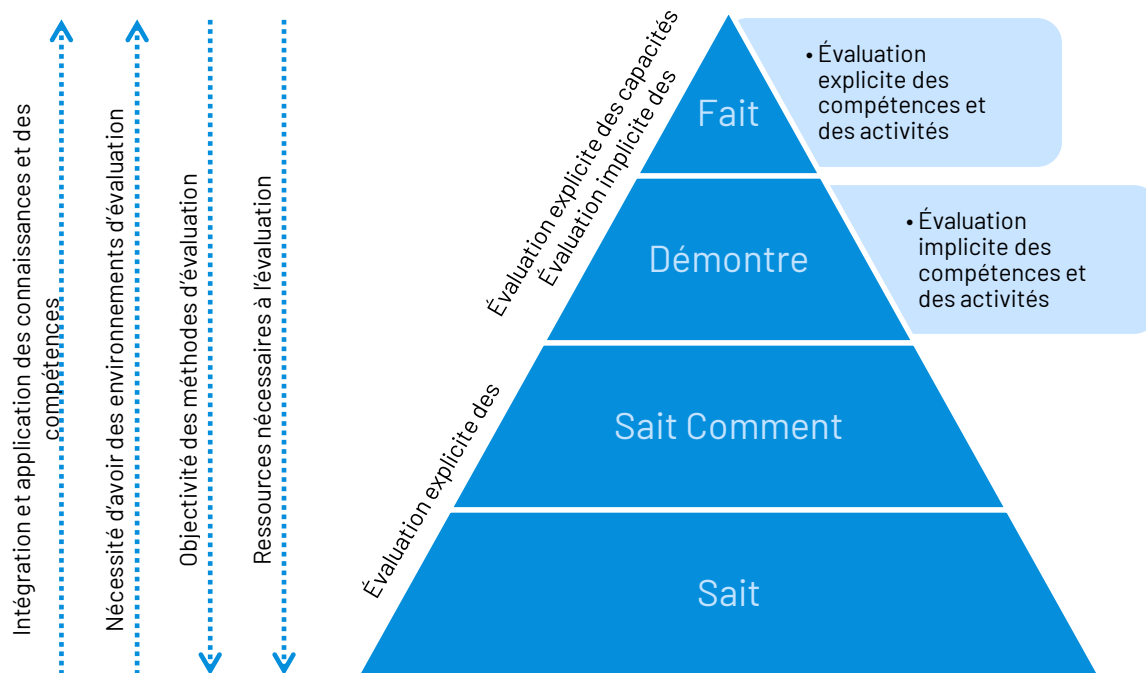 Intégration et application des connaissances et des
compétences
Nécessité d'avoir des environnements d'évaluation
Objectivité des méthodes d'évaluation
Ressources nécessaires à l'évaluation
Évaluation explicite des capacités
Évaluation implicite des
Évaluation explicite des
Fait
Démontre
Sait Comment
Sait
• Évaluation
explicite des
compétences et
des activités
• Évaluation
implicite des
compétences et
des activités